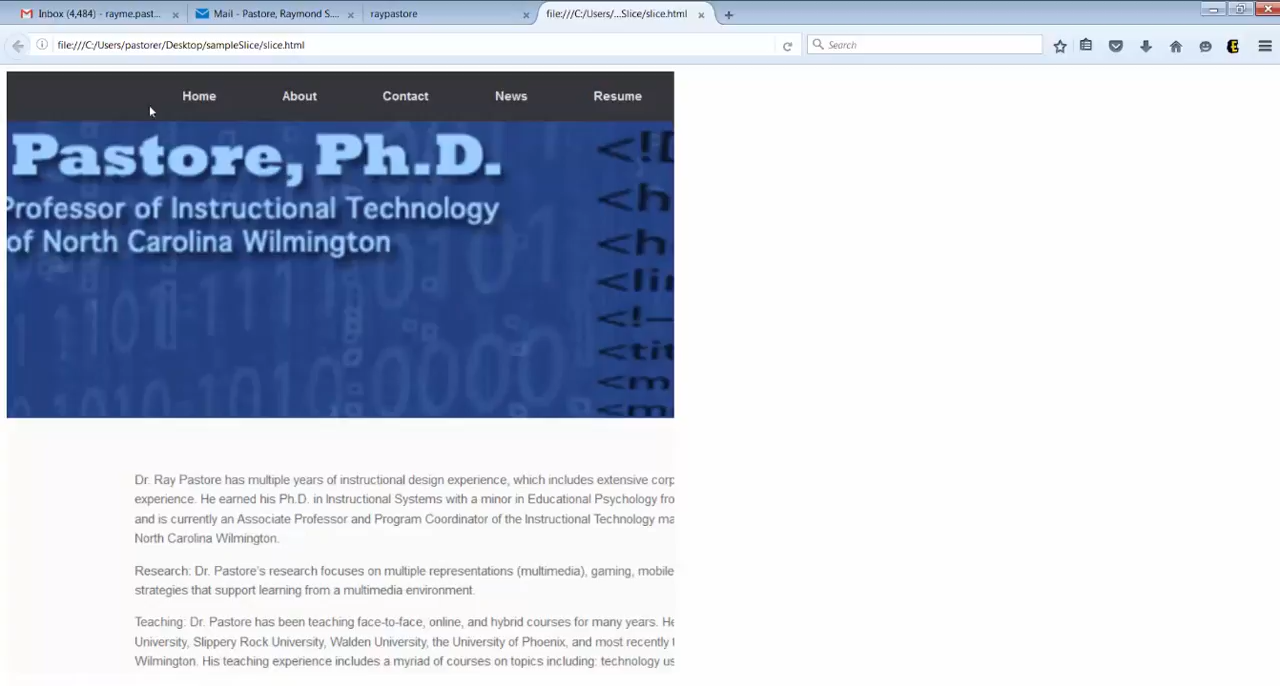 Inbox (4,484) - rayme.past...
Mail - Pastore, Raymond S....
raypastore
file:///C:/Users/...Slice/slice.html
file:///C:/Users/pastorer/Desktop/sampleSlice/slice.html
Search
Home About Contact News Resume
Pastore, Ph.D.
Professor of Instructional Technology
of North Carolina Wilmington
<!D
<h
<h
<lin
<!—
<tit
<m
<m
Dr. Ray Pastore has multiple years of instructional design experience, which includes extensive corp
experience. He earned his Ph.D. in Instructional Systems with a minor in Educational Psychology fro
and is currently an Associate Professor and Program Coordinator of the Instructional Technology ma
North Carolina Wilmington.
Research: Dr. Pastore's research focuses on multiple representations (multimedia), gaming, mobile
strategies that support learning from a multimedia environment.
Teaching: Dr. Pastore has been teaching face-to-face, online, and hybrid courses for many years. He
University, Slippery Rock University, Walden University, the University of Phoenix, and most recently t
Wilmington. His teaching experience includes a myriad of courses on topics including: technology us